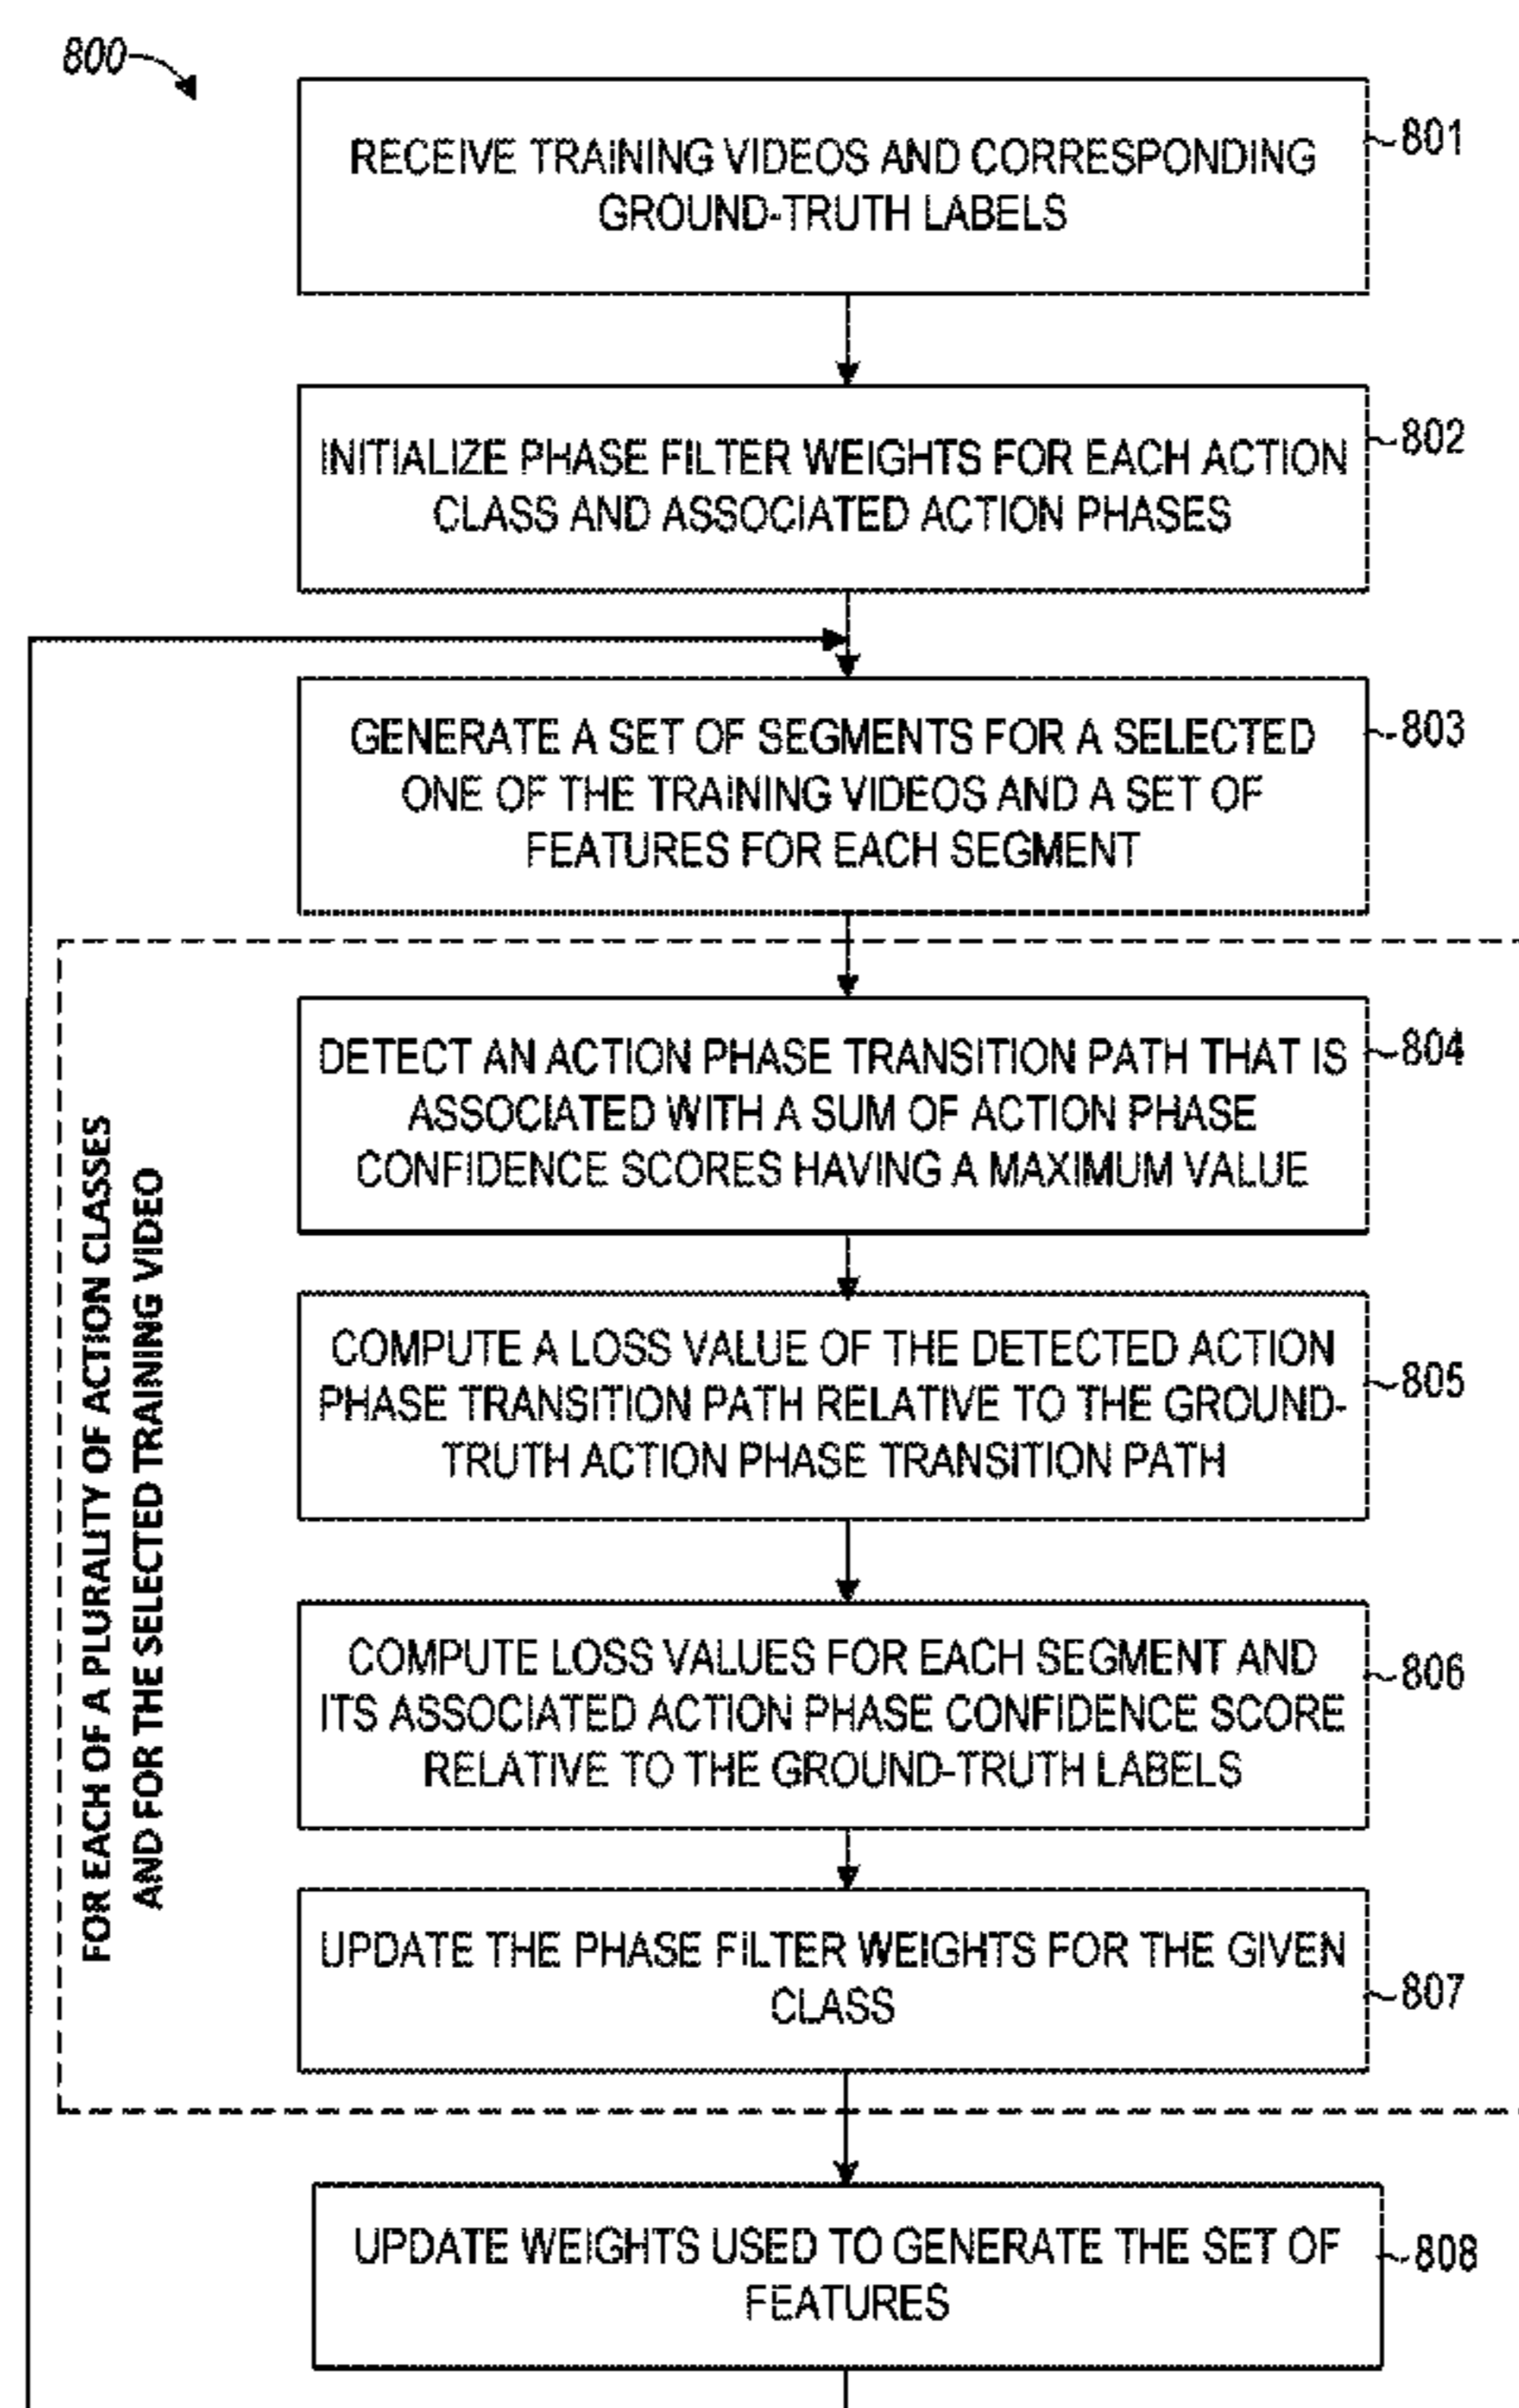 800
RECEIVE TRAINING VIDEOS AND CORRESPONDING
GROUND-TRUTH LABELS
801
INITIALIZE PHASE FILTER WEIGHTS FOR EACH ACTION
CLASS AND ASSOCIATED ACTION PHASES
802
GENERATE A SET OF SEGMENTS FOR A SELECTED
ONE OF THE TRAINING VIDEOS AND A SET OF
FEATURES FOR EACH SEGMENT
803
FOR EACH OF A PLURALITY OF ACTION CLASSES
AND FOR THE SELECTED TRAINING VIDEO
DETECT AN ACTION PHASE TRANSITION PATH THAT IS
ASSOCIATED WITH A SUM OF ACTION PHASE
CONFIDENCE SCORES HAVING A MAXIMUM VALUE
804
COMPUTE A LOSS VALUE OF THE DETECTED ACTION
PHASE TRANSITION PATH RELATIVE TO THE GROUND-
TRUTH ACTION PHASE TRANSITION PATH
805
COMPUTE LOSS VALUES FOR EACH SEGMENT AND
ITS ASSOCIATED ACTION PHASE CONFIDENCE SCORE
RELATIVE TO THE GROUND-TRUTH LABELS
806
UPDATE THE PHASE FILTER WEIGHTS FOR THE GIVEN
CLASS
807
UPDATE WEIGHTS USED TO GENERATE THE SET OF
FEATURES
808